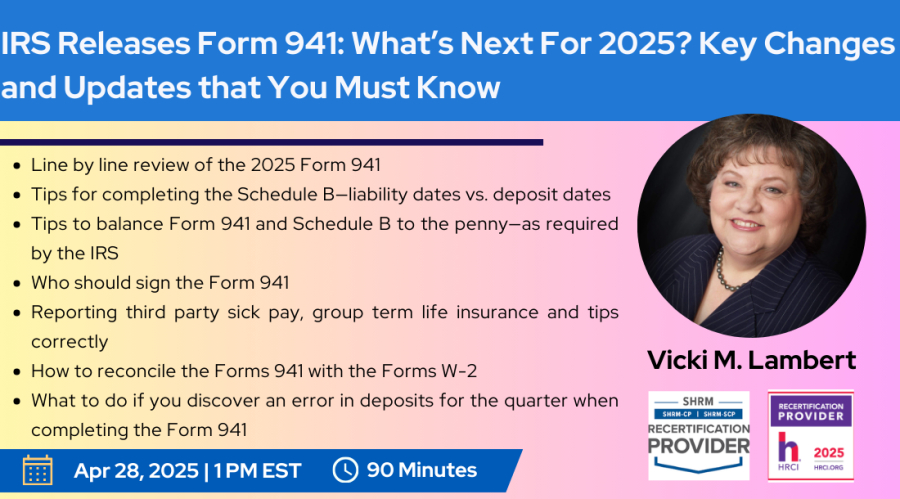 IRS Releases Form 941: What's Next For 2025? Key Changes
and Updates that You Must Know
Line by line review of the 2025 Form 941
Tips for completing the Schedule B—liability dates vs. deposit dates
Tips to balance Form 941 and Schedule B to the penny—as required
by the IRS
Who should sign the Form 941
Reporting third party sick pay, group term life insurance and tips
correctly
How to reconcile the Forms 941 with the Forms W-2
What to do if you discover an error in deposits for the quarter when
completing the Form 941
Apr 28, 2025 | 1 PM EST
90 Minutes
Vicki M. Lambert
SHRM
SHRM-CP | SHRM-SCP
RECERTIFICATION
PROVIDER
RECERTIFICATION
PROVIDER
h
HRCI
2025
HRCI.ORG